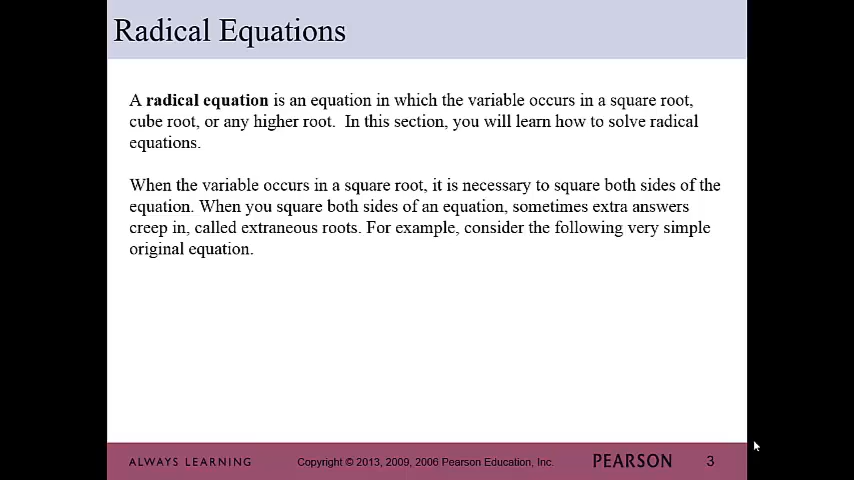 Radical Equations
A radical equation is an equation in which the variable occurs in a square root,
cube root, or any higher root. In this section, you will learn how to solve radical
equations.
When the variable occurs in a square root, it is necessary to square both sides of the
equation. When you square both sides of an equation, sometimes extra answers
creep in, called extraneous roots. For example, consider the following very simple
original equation.
ALWAYS LEARNING Copyright © 2013, 2009, 2006 Pearson Education, Inc. PEARSON 3